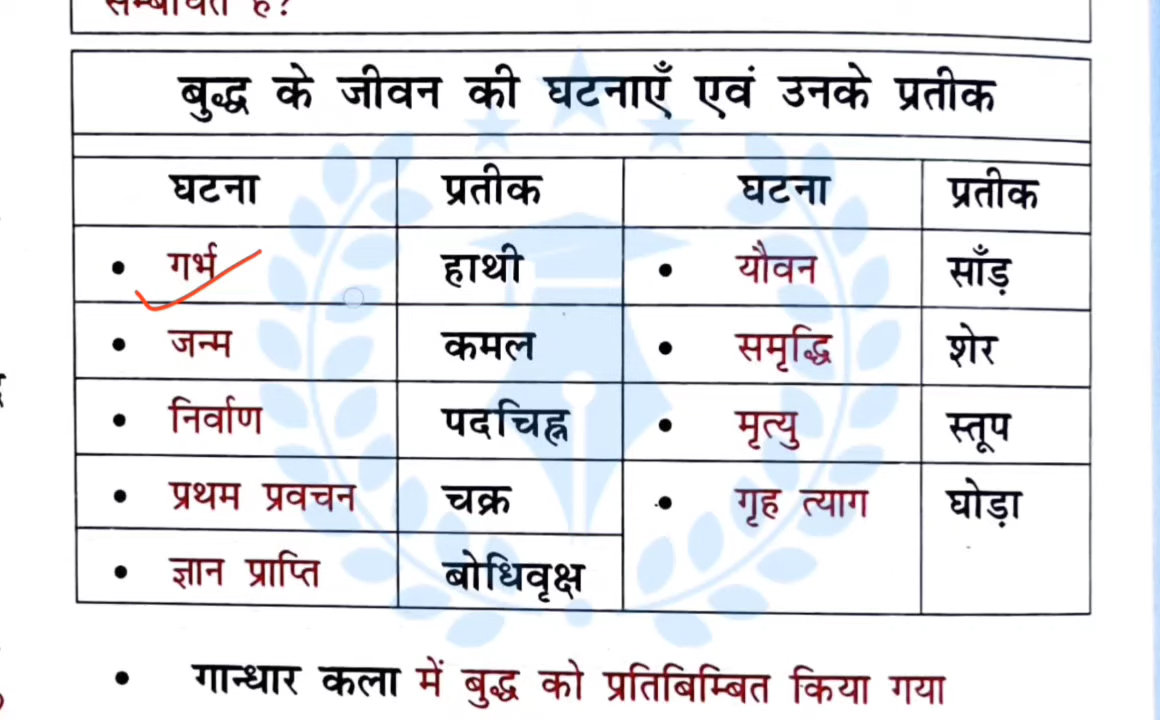 सम्बंधित है?
बुद्ध के जीवन की घटनाएँ एवं उनके प्रतीक
घटना प्रतीक घटना प्रतीक
• गर्भ हाथी • यौवन साँड़
• जन्म कमल • समृद्धि शेर
• निर्वाण पदचिह्न • मृत्यु स्तूप
• प्रथम प्रवचन चक्र • गृह त्याग घोड़ा
• ज्ञान प्राप्ति बोधिवृक्ष
• गान्धार कला में बुद्ध को प्रतिबिम्बित किया गया